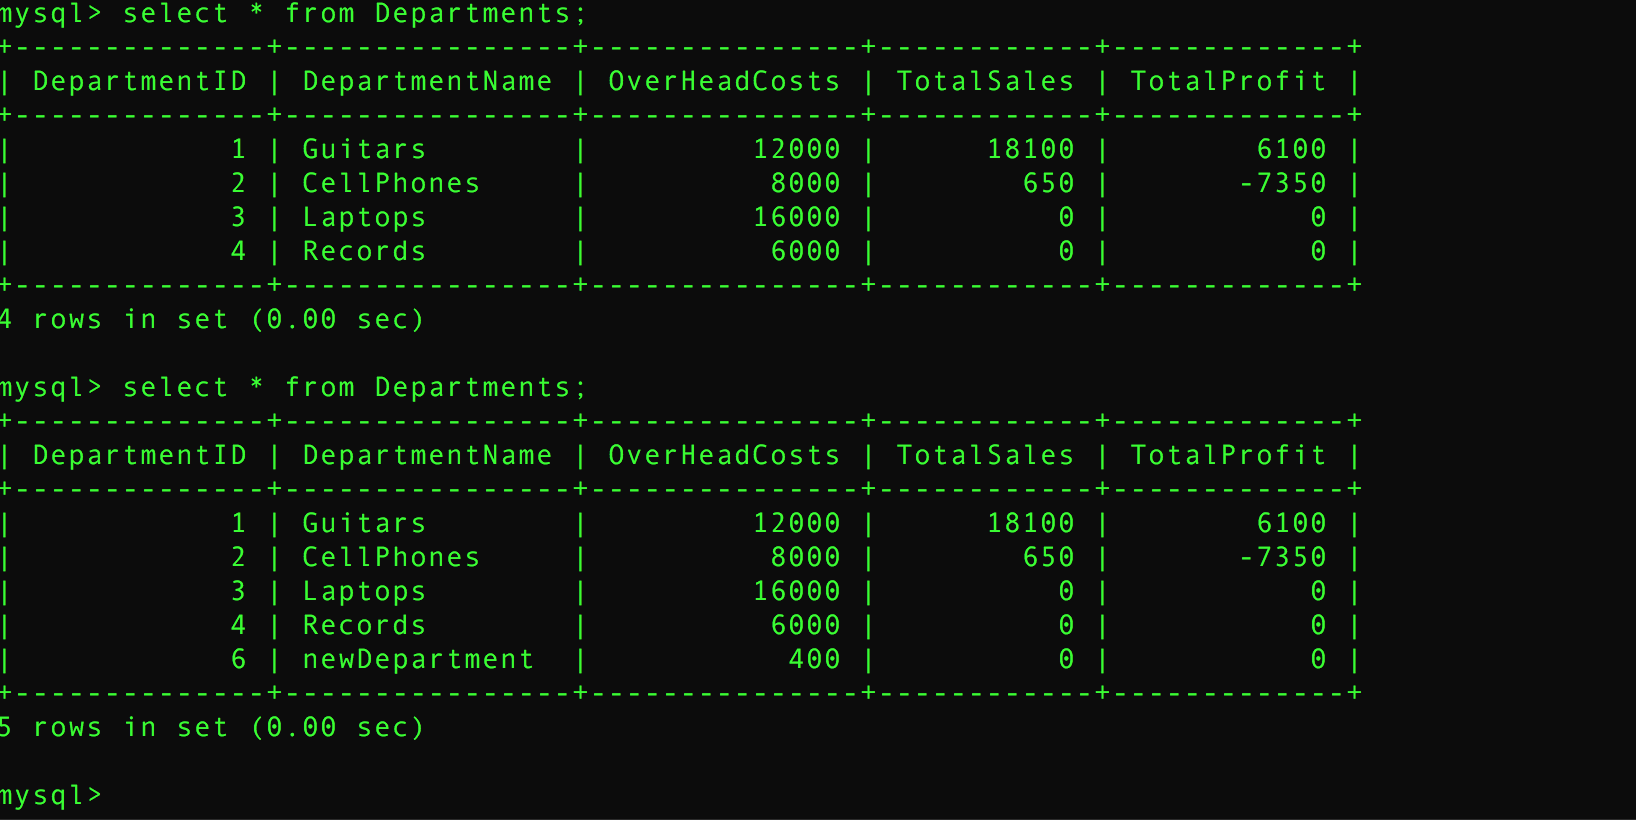 mysql> select * from Departments;
+--------------+----------------+---------------+------------+-------------+
| DepartmentID | DepartmentName | OverHeadCosts | TotalSales | TotalProfit |
+--------------+----------------+---------------+------------+-------------+
|            1 | Guitars        |         12000 |      18100 |        6100 |
|            2 | CellPhones     |          8000 |        650 |       -7350 |
|            3 | Laptops        |         16000 |          0 |           0 |
|            4 | Records        |          6000 |          0 |           0 |
+--------------+----------------+---------------+------------+-------------+
4 rows in set (0.00 sec)

mysql> select * from Departments;
+--------------+----------------+---------------+------------+-------------+
| DepartmentID | DepartmentName | OverHeadCosts | TotalSales | TotalProfit |
+--------------+----------------+---------------+------------+-------------+
|            1 | Guitars        |         12000 |      18100 |        6100 |
|            2 | CellPhones     |          8000 |        650 |       -7350 |
|            3 | Laptops        |         16000 |          0 |           0 |
|            4 | Records        |          6000 |          0 |           0 |
|            6 | newDepartment  |           400 |          0 |           0 |
+--------------+----------------+---------------+------------+-------------+
5 rows in set (0.00 sec)

mysql>